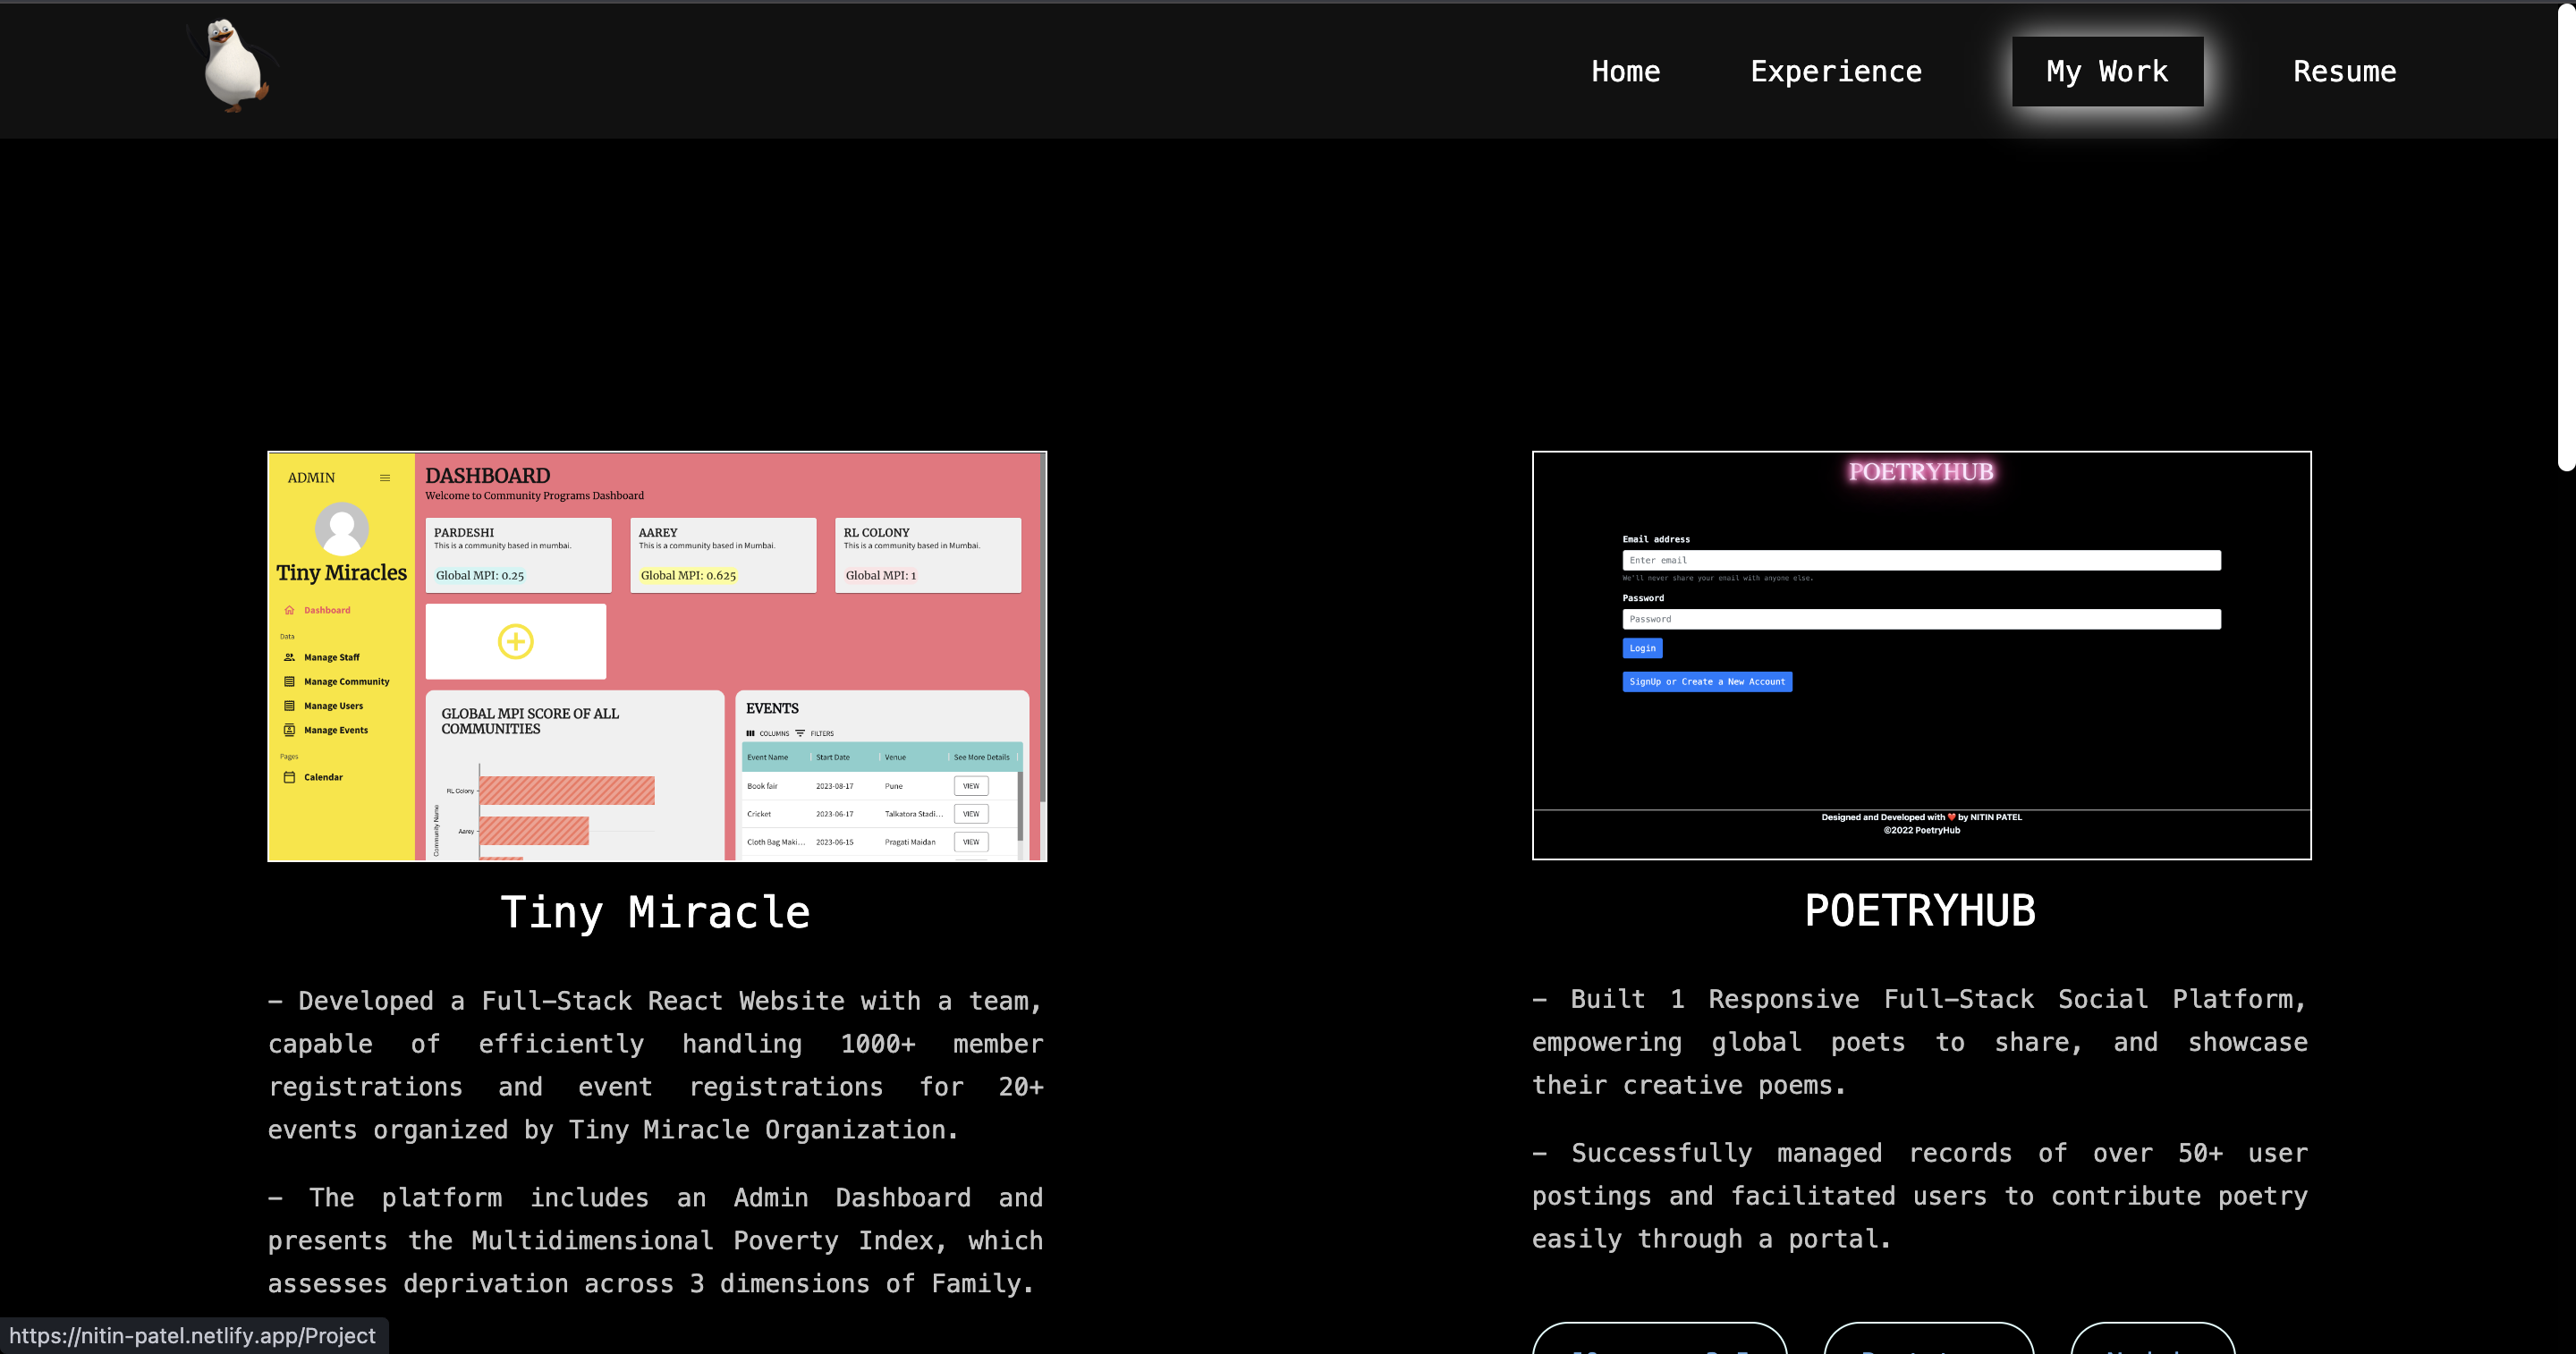 Home Experience My Work Resume
ADMIN
Tiny Miracles
Dashboard
Data
Manage Staff
Manage Community
Manage Users
Manage Events
Pages
Calendar
DASHBOARD
Welcome to Community Programs Dashboard
PARDESHI
This is a community based in mumbai.
Global MPI: 0.25
AAREY
This is a community based in Mumbai.
Global MPI: 0.625
RL COLONY
This is a community based in Mumbai.
Global MPI: 1
GLOBAL MPI SCORE OF ALL
COMMUNITIES
Community Name
RL Colony
Aarey
EVENTS
COLUMNS FILTERS
Event Name Start Date Venue See More Details
Book fair 2023-08-17 Pune VIEW
Cricket 2023-06-17 Talkatora Stadi... VIEW
Cloth Bag Maki... 2023-06-15 Pragati Maidan VIEW
Tiny Miracle
– Developed a Full–Stack React Website with a team,
capable of efficiently handling 1000+ member
registrations and event registrations for 20+
events organized by Tiny Miracle Organization.
– The platform includes an Admin Dashboard and
presents the Multidimensional Poverty Index, which
assesses deprivation across 3 dimensions of Family.
POETRYHUB
Email address
Enter email
We'll never share your email with anyone else.
Password
Password
Login
SignUp or Create a New Account
Designed and Developed with ❤️ by NITIN PATEL
©2022 PoetryHub
POETRYHUB
– Built 1 Responsive Full–Stack Social Platform,
empowering global poets to share, and showcase
their creative poems.
– Successfully managed records of over 50+ user
postings and facilitated users to contribute poetry
easily through a portal.
https://nitin-patel.netlify.app/Project